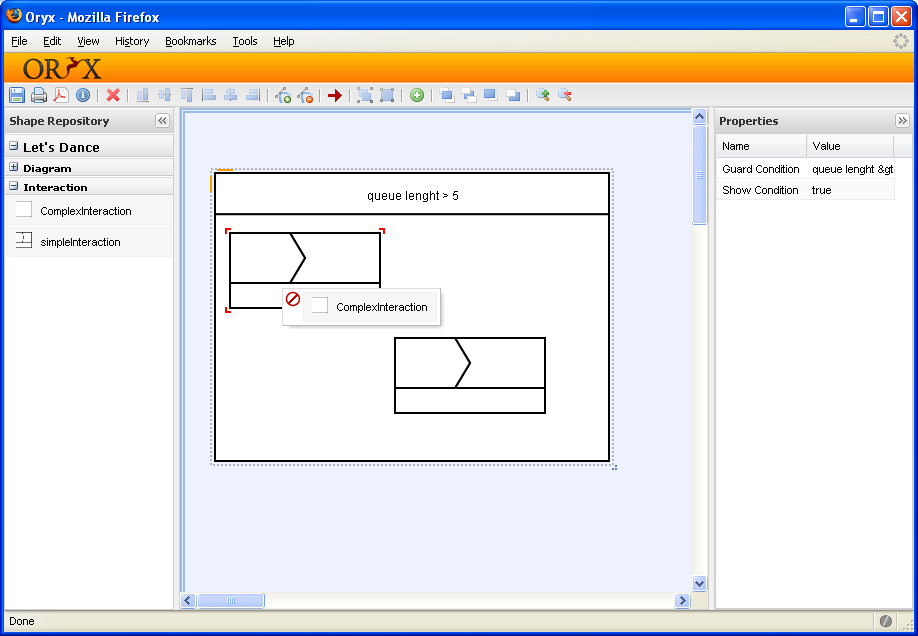 Oryx - Mozilla Firefox
File Edit View History Bookmarks Tools Help
ORYX
Shape Repository
Let's Dance
Diagram
Interaction
ComplexInteraction
simpleInteraction
queue lenght > 5
ComplexInteraction
Properties
Name Value
Guard Condition queue lenght &gt
Show Condition true
Done